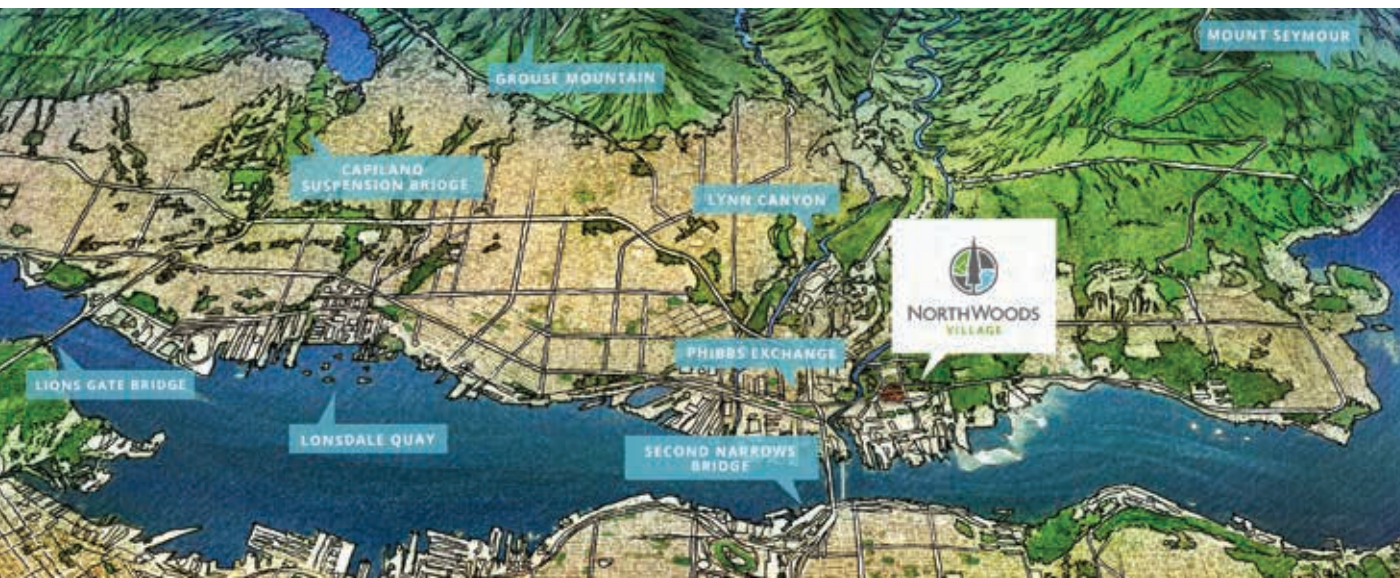 MOUNT SEYMOUR
GROUSE MOUNTAIN
CAPILANO
SUSPENSION BRIDGE
LYNN CANYON
NORTHWOODS
VILLAGE
PHIBBS EXCHANGE
LIONS GATE BRIDGE
LONSDALE QUAY
SECOND NARROWS
BRIDGE